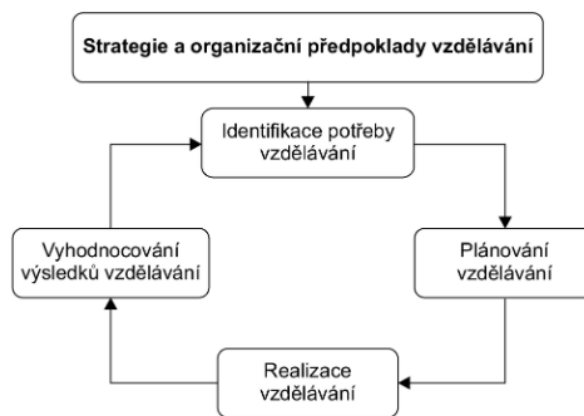 Strategie a organizační předpoklady vzdělávání
Identifikace potřeby
vzdělávání
Vyhodnocování
výsledků vzdělávání
Plánování
vzdělávání
Realizace
vzdělávání